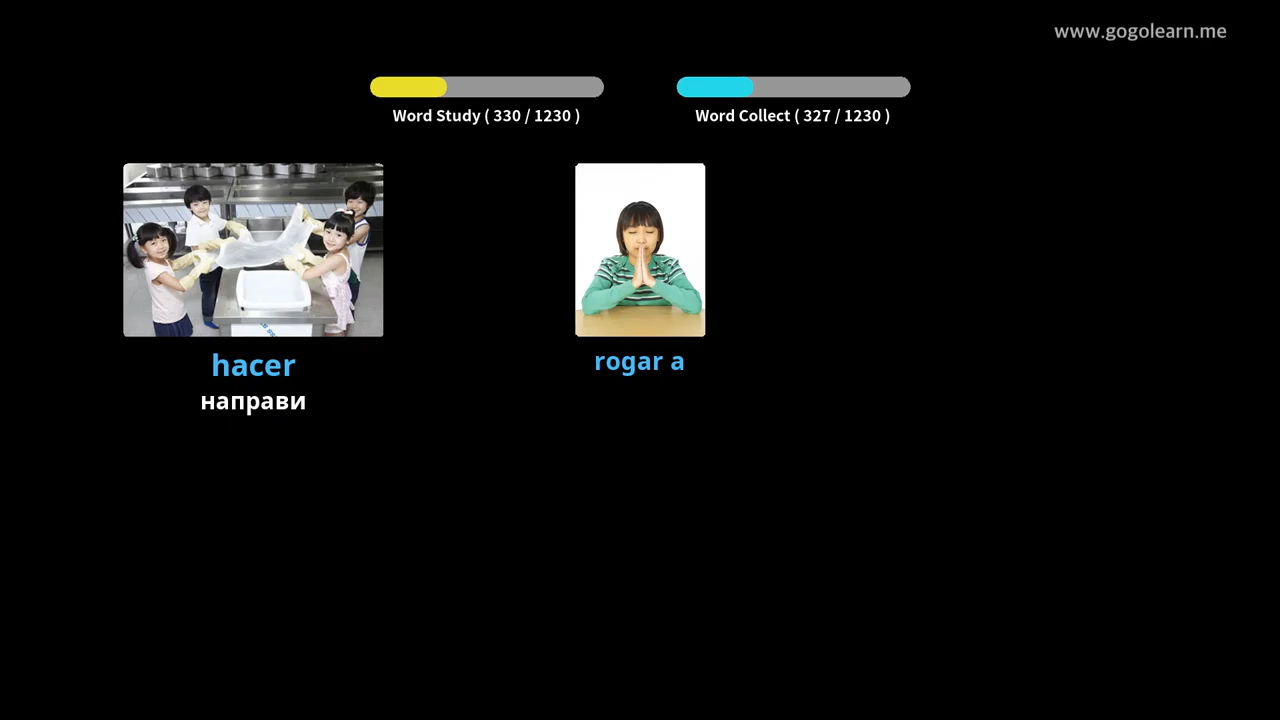 www.gogolearn.me
Word Study ( 330 / 1230 )
Word Collect ( 327 / 1230 )
hacer
направи
rogar a